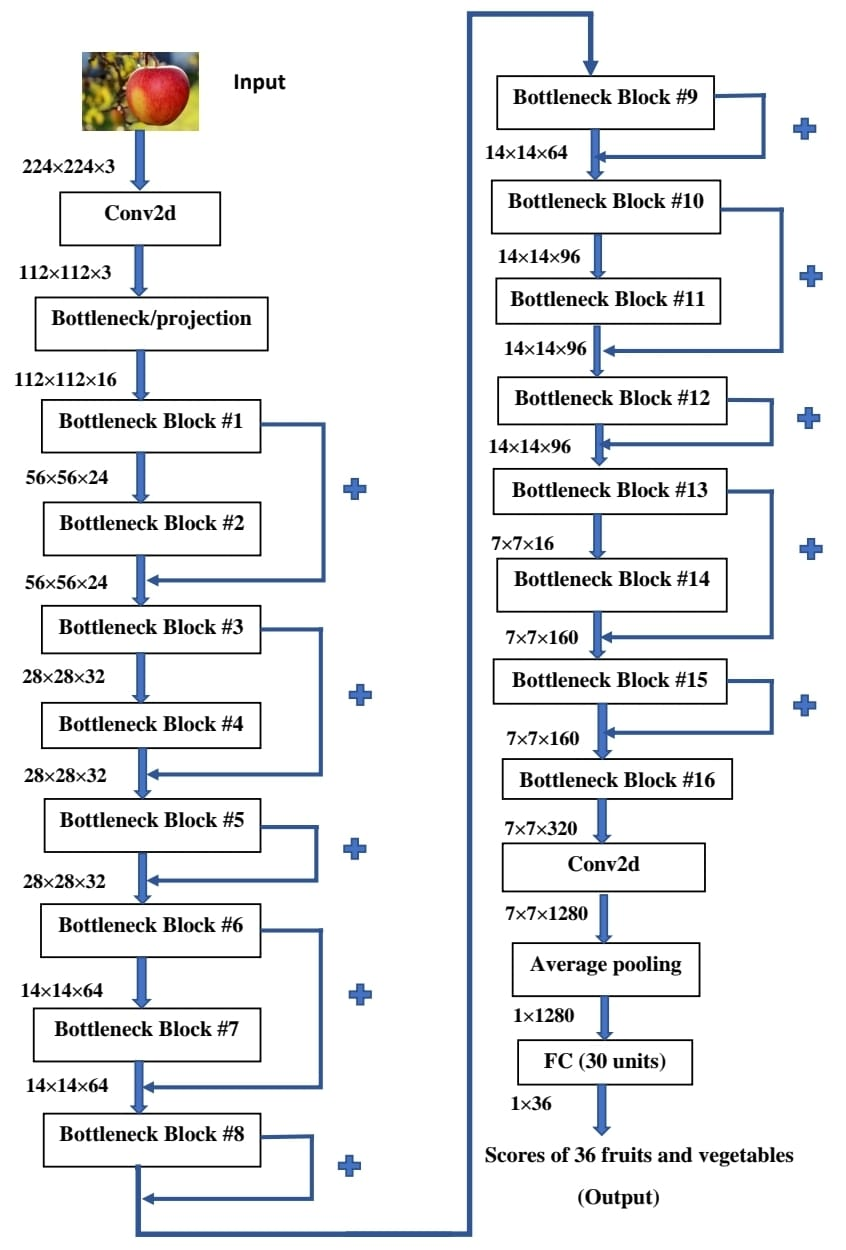 Input
224×224×3
Conv2d
112×112×3
Bottleneck/projection
112×112×16
Bottleneck Block #1
56×56×24
Bottleneck Block #2
56×56×24
Bottleneck Block #3
28×28×32
Bottleneck Block #4
28×28×32
Bottleneck Block #5
28×28×32
Bottleneck Block #6
14×14×64
Bottleneck Block #7
14×14×64
Bottleneck Block #8
Bottleneck Block #9
14×14×64
Bottleneck Block #10
14×14×96
Bottleneck Block #11
14×14×96
Bottleneck Block #12
14×14×96
Bottleneck Block #13
7×7×16
Bottleneck Block #14
7×7×160
Bottleneck Block #15
7×7×160
Bottleneck Block #16
7×7×320
Conv2d
7×7×1280
Average pooling
1×1280
FC (30 units)
1×36
Scores of 36 fruits and vegetables
(Output)